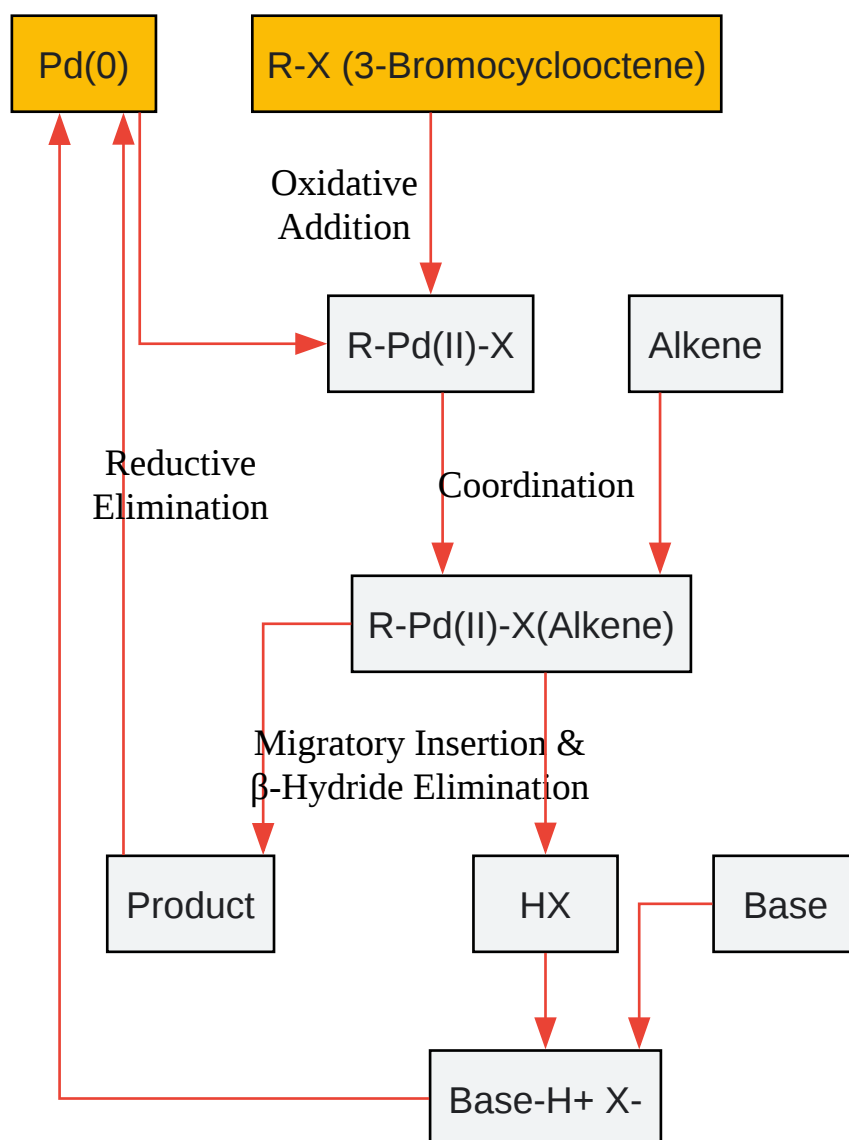 Pd(0)
R-X (3-Bromocyclooctene)
Oxidative
Addition
R-Pd(II)-X
Alkene
Reductive
Elimination
Coordination
R-Pd(II)-X(Alkene)
Migratory Insertion &
β-Hydride Elimination
Product
HX
Base
Base-H+ X-